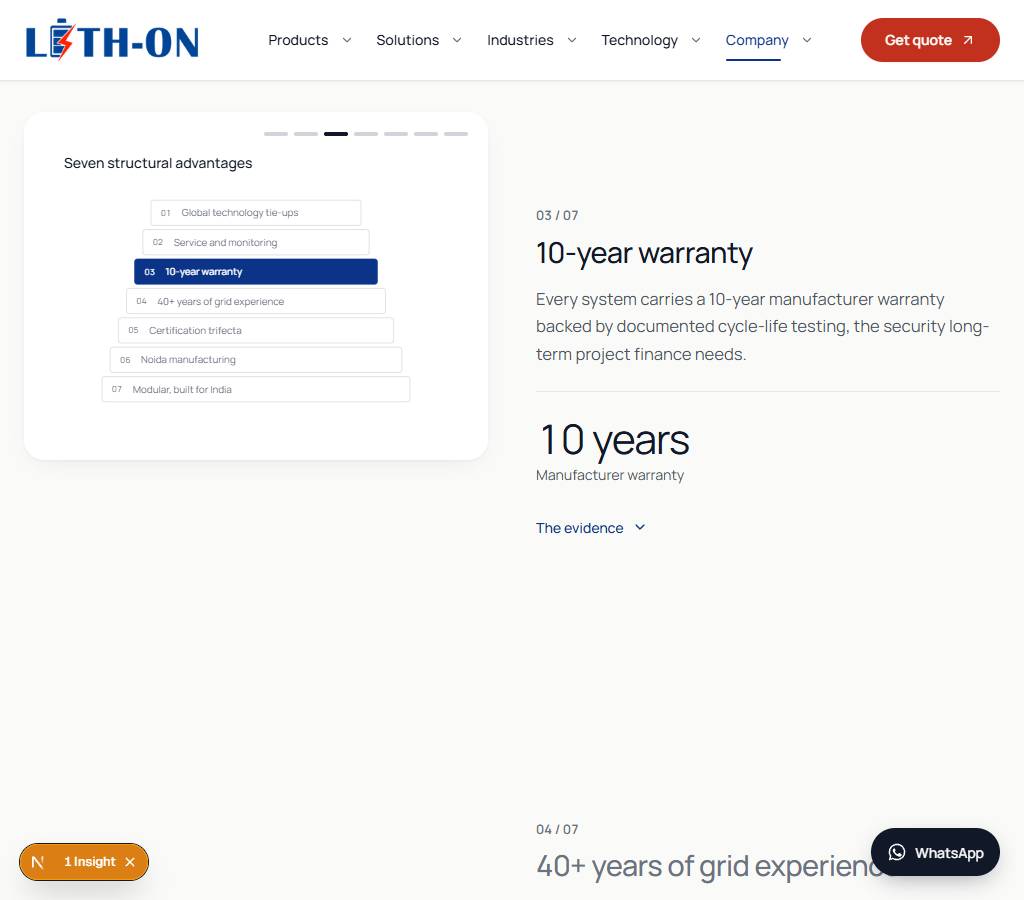 LITH-ON
Products
Solutions
Industries
Technology
Company
Get quote
Seven structural advantages
01 Global technology tie-ups
02 Service and monitoring
03 10-year warranty
04 40+ years of grid experience
05 Certification trifecta
06 Noida manufacturing
07 Modular, built for India
03 / 07
10-year warranty
Every system carries a 10-year manufacturer warranty
backed by documented cycle-life testing, the security long-
term project finance needs.
10 years
Manufacturer warranty
The evidence
04 / 07
40+ years of grid
N 1 Insight
WhatsApp